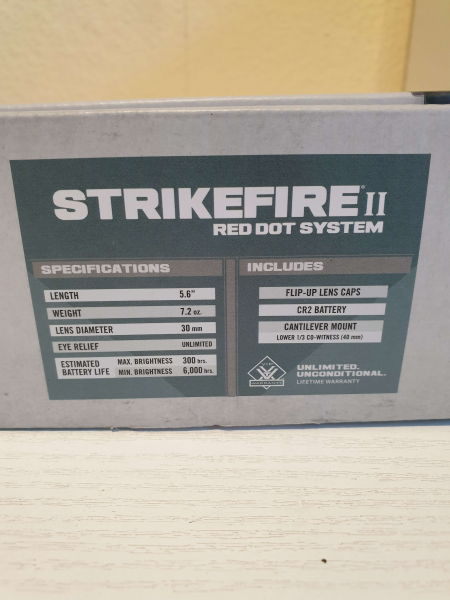 STRIKEFIRE® II
RED DOT SYSTEM
SPECIFICATIONS
LENGTH 5.6"
WEIGHT 7.2 oz.
LENS DIAMETER 30 mm
EYE RELIEF UNLIMITED
ESTIMATED BATTERY LIFE MAX. BRIGHTNESS 300 hrs.
MIN. BRIGHTNESS 6,000 hrs.
INCLUDES
FLIP-UP LENS CAPS
CR2 BATTERY
CANTILEVER MOUNT
LOWER 1/3 CO-WITNESS (40 mm)
VIP
WARRANTY
UNLIMITED.
UNCONDITIONAL.
LIFETIME WARRANTY